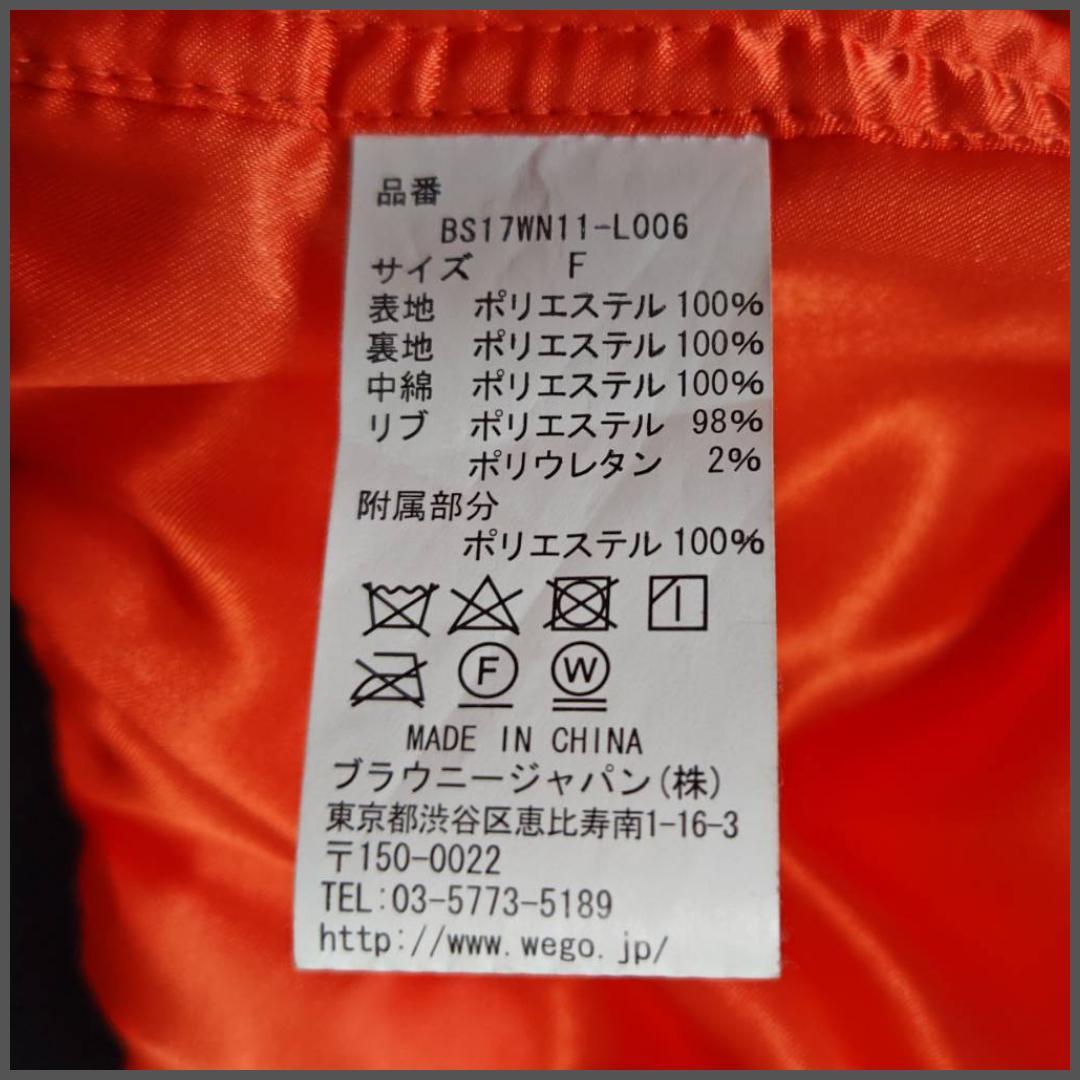 品番
BS17WN11-L006
サイズ F
表地 ポリエステル 100%
裏地 ポリエステル 100%
中綿 ポリエステル 100%
リブ ポリエステル 98%
ポリウレタン 2%
附属部分
ポリエステル 100%
F W
MADE IN CHINA
ブラウニージャパン(株)
東京都渋谷区恵比寿南1-16-3
〒150-0022
TEL:03-5773-5189
http://www.wego.jp/